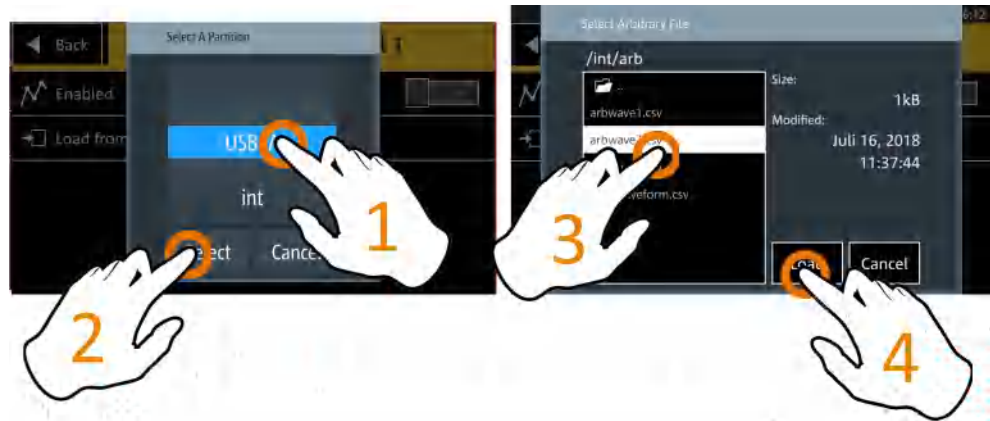 Back
Select A Partition
Enabled
Load from
USB
int
Cancel
1
2
Select Arbitrary File
/int/arb
..
arbwave1.csv
Size:
1kB
Modified:
Juli 16, 2018
11:37:44
Cancel
3
4